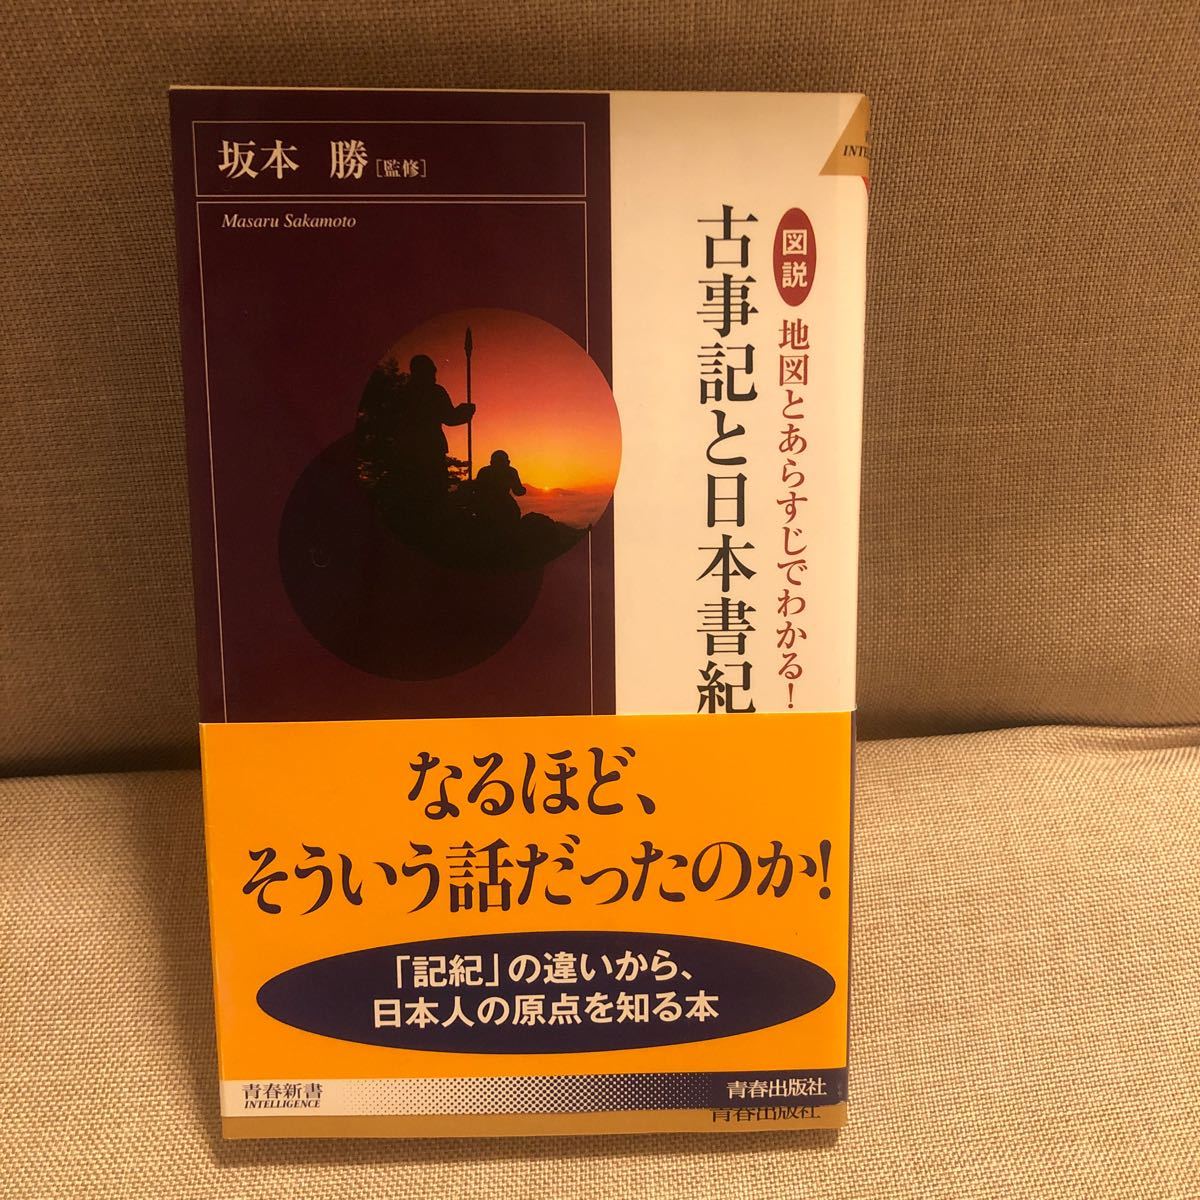 坂本 勝[監修]
Masaru Sakamoto
図説
地図とあらすじでわかる!
古事記と日本書紀
なるほど、
そういう話だったのか!
「記紀」の違いから、
日本人の原点を知る本
青春新書
INTELLIGENCE
青春出版社
青春出版社